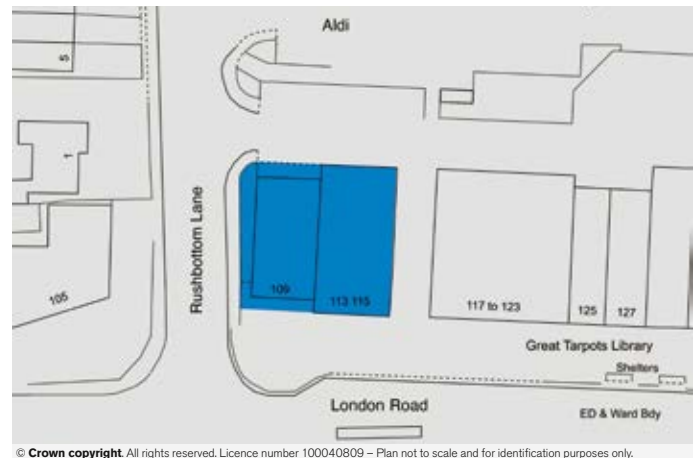 Aldi
5
1
Rushbottom Lane
105
109
113 115
117 to 123
125
127
Great Tarpots Library
Shelters
London Road
ED & Ward Bdy
© Crown copyright. All rights reserved. Licence number 100040809 – Plan not to scale and for identification purposes only.